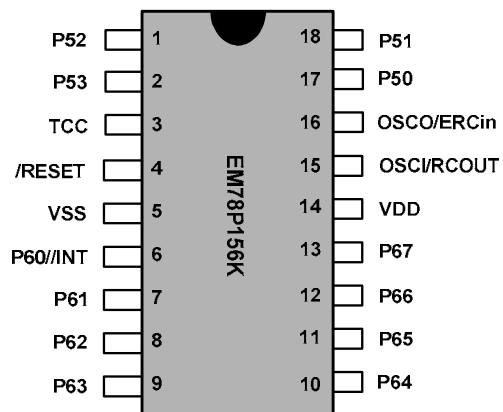 P52 1 18 P51
P53 2 17 P50
TCC 3 16 OSCO/ERCin
/RESET 4 15 OSCI/RCOUT
VSS 5 14 VDD
P60//INT 6 13 P67
P61 7 12 P66
P62 8 11 P65
P63 9 10 P64
EM78P156K